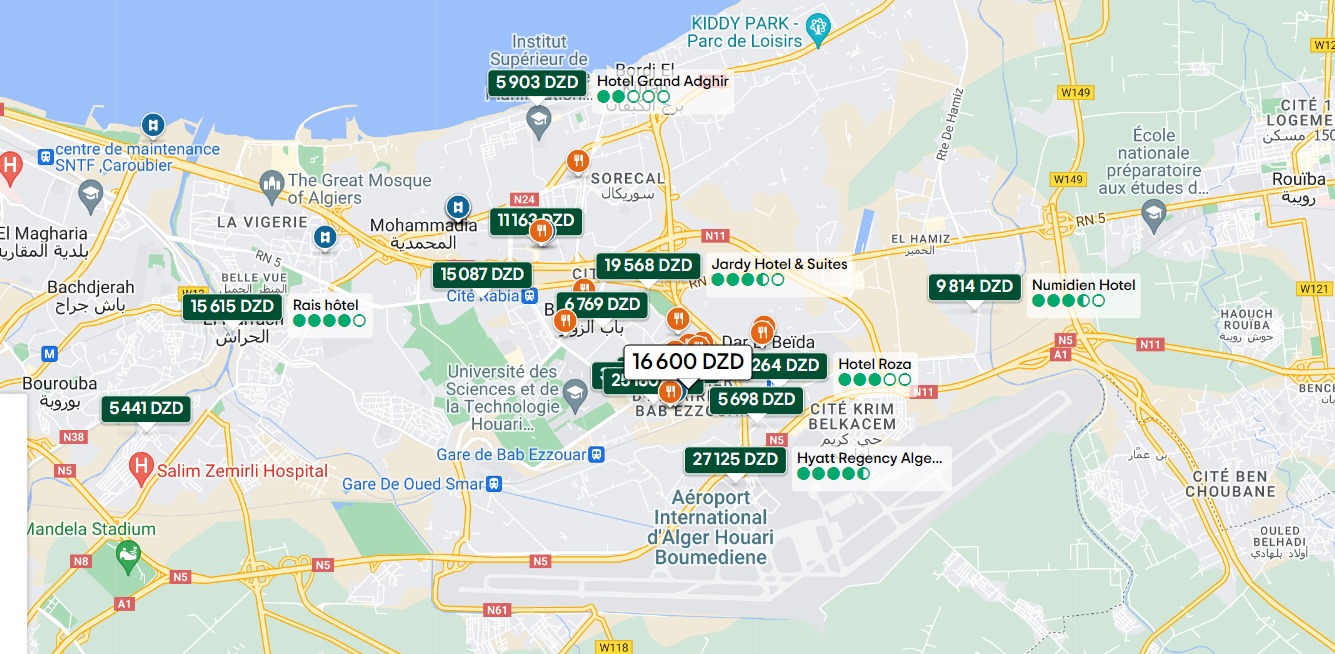 KIDDY PARK -
Parc de Loisirs
Institut
Supérieur de
5 903 DZD
Hotel Grand Adghir
Bordj El
برج الكيفان
W149
CITÉ 1
LOGEME
150 مسكن
École
nationale
préparatoire
aux études d...
Rte De Hamiz
centre de maintenance
SNTF ,Caroubier
H
The Great Mosque
of Algiers
SORECAL
سوريكال
W149
Rouïba
رويبة
N24
LA VIGERIE
Mohammadia
المحمدية
11 163 DZD
RN 5
El Magharia
بلدية المقارية
N11
EL HAMIZ
الحميز
RN 5
15 087 DZD
19 568 DZD
Jardy Hotel & Suites
BELLE VUE
المنظر الجميل
Bachdjerah
باش جراح
15 615 DZD
Rais hôtel
Cité Rabia
6 769 DZD
باب الزوار
9 814 DZD
Numidien Hotel
W121
HAOUCH
ROUÏBA
حوش رويبة
الحراش
M
Dar El Beïda
16 600 DZD
264 DZD
Hotel Roza
N5
A1
N11
Bourouba
بوروبة
Université des
Sciences et de
la Technologie
Houari...
5 441 DZD
BAB EZZOU
5 698 DZD
N11
CITÉ KRIM
BELKACEM
حي كريم
N38
N5
H
Salim Zemirli Hospital
Gare de Bab Ezzouar
Gare De Oued Smar
N5
27 125 DZD
Hyatt Regency Alge...
بن عمّار
CITÉ BEN
CHOUBANE
Aéroport
International
d'Alger Houari
Boumediene
Mandela Stadium
OULED
BELHADI
أولاد بلهادي
N8
N5
N5
N5
A1
N61
W118